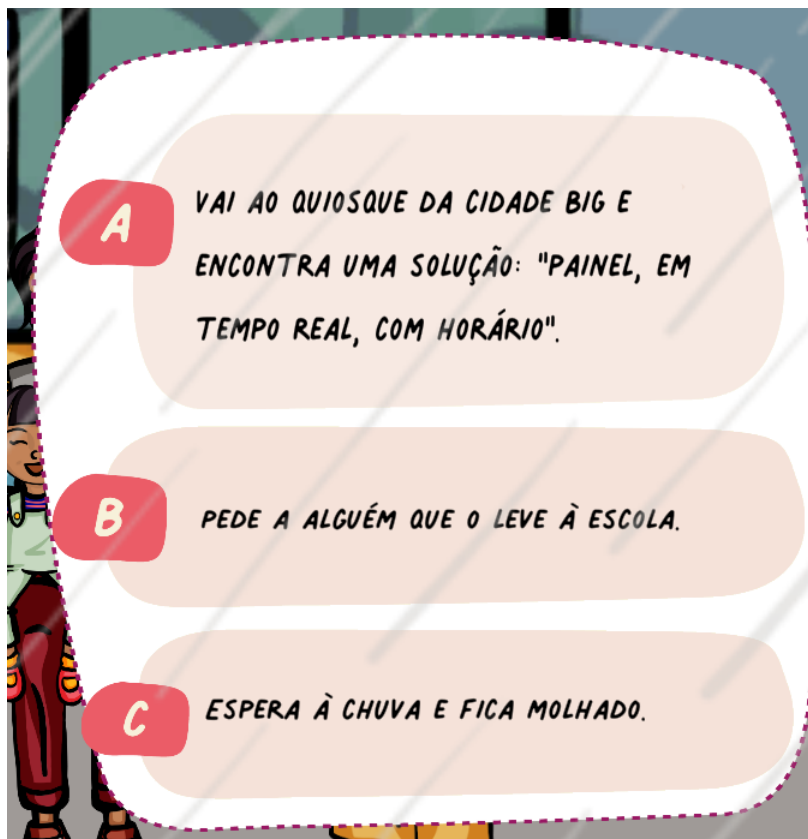 A
VAI AO QUIOSQUE DA CIDADE BIG E
ENCONTRA UMA SOLUÇÃO: "PAINEL, EM
TEMPO REAL, COM HORÁRIO".
B
PEDE A ALGUÉM QUE O LEVE À ESCOLA.
C
ESPERA À CHUVA E FICA MOLHADO.